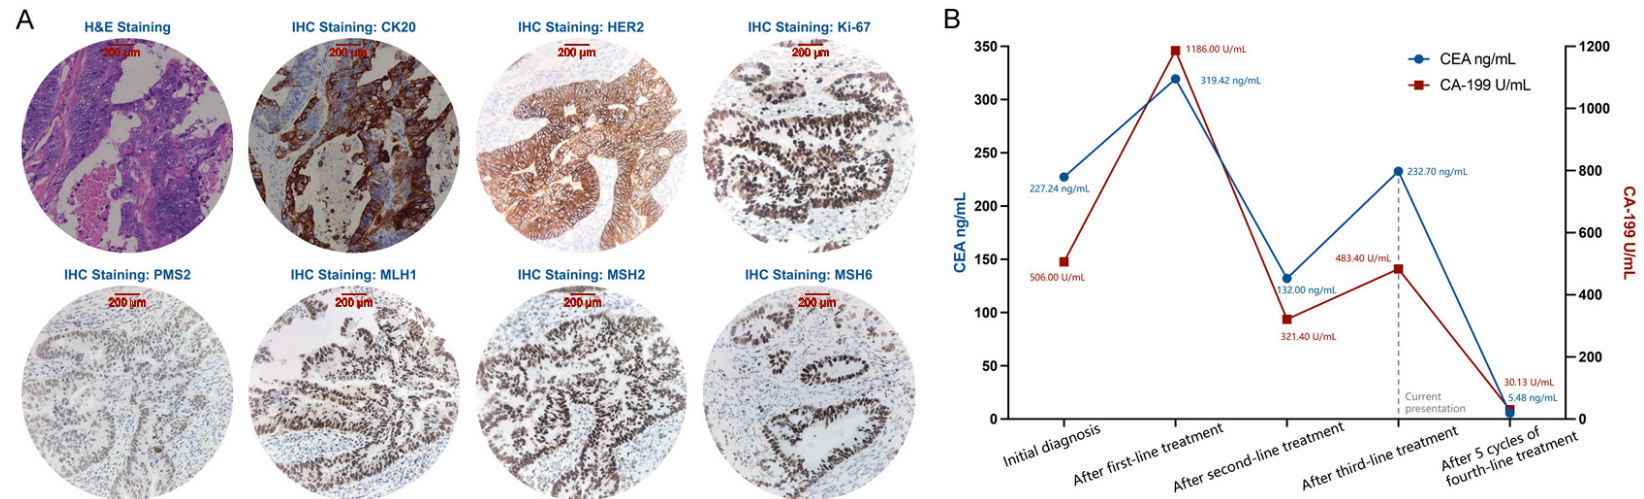 A
H&E Staining
IHC Staining: CK20
IHC Staining: HER2
IHC Staining: Ki-67
200 µm
200 µm
200 µm
200 µm
IHC Staining: PMS2
IHC Staining: MLH1
IHC Staining: MSH2
IHC Staining: MSH6
200 µm
200 µm
200 µm
200 µm
B
CEA ng/mL
350
300
250
200
150
100
50
0
CA-199 U/mL
1200
1000
800
600
400
200
0
CEA ng/mL
CA-199 U/mL
227.24 ng/mL
506.00 U/mL
1186.00 U/mL
319.42 ng/mL
132.00 ng/mL
321.40 U/mL
232.70 ng/mL
483.40 U/mL
Current
presentation
30.13 U/mL
5.48 ng/mL
Initial diagnosis
After first-line treatment
After second-line treatment
After third-line treatment
After 5 cycles of
fourth-line treatment